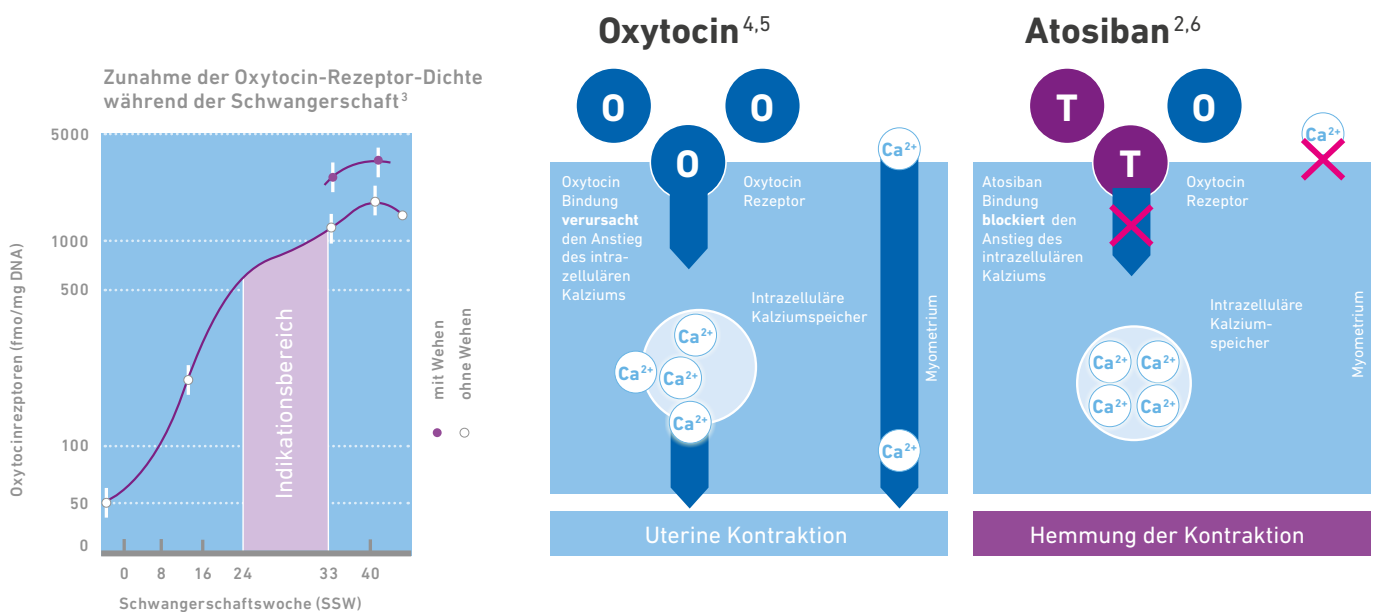 Zunahme der Oxytocin-Rezeptor-Dichte
während der Schwangerschaft³
Oxytocinrezptoren (fmo/mg DNA)
5000
1000
500
100
50
0
Indikationsbereich
0 8 16 24 33 40
Schwangerschaftswoche (SSW)
mit Wehen
ohne Wehen
Oxytocin⁴,⁵
O
O
O
Oxytocin
Bindung
verursacht
den Anstieg
des intra-
zellulären
Kalziums
Oxytocin
Rezeptor
Ca²⁺
Intrazelluläre
Kalziumspeicher
Ca²⁺
Ca²⁺
Ca²⁺
Ca²⁺
Myometrium
Ca²⁺
Uterine Kontraktion
Atosiban²,⁶
T
O
T
Ca²⁺
Atosiban
Bindung
blockiert den
Anstieg des
intrazellulären
Kalziums
Oxytocin
Rezeptor
Intrazelluläre
Kalzium-
speicher
Ca²⁺ Ca²⁺
Ca²⁺ Ca²⁺
Myometrium
Hemmung der Kontraktion